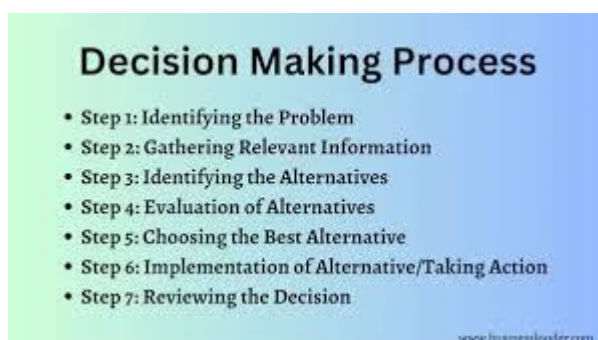 Decision Making Process
• Step 1: Identifying the Problem
• Step 2: Gathering Relevant Information
• Step 3: Identifying the Alternatives
• Step 4: Evaluation of Alternatives
• Step 5: Choosing the Best Alternative
• Step 6: Implementation of Alternative/Taking Action
• Step 7: Reviewing the Decision